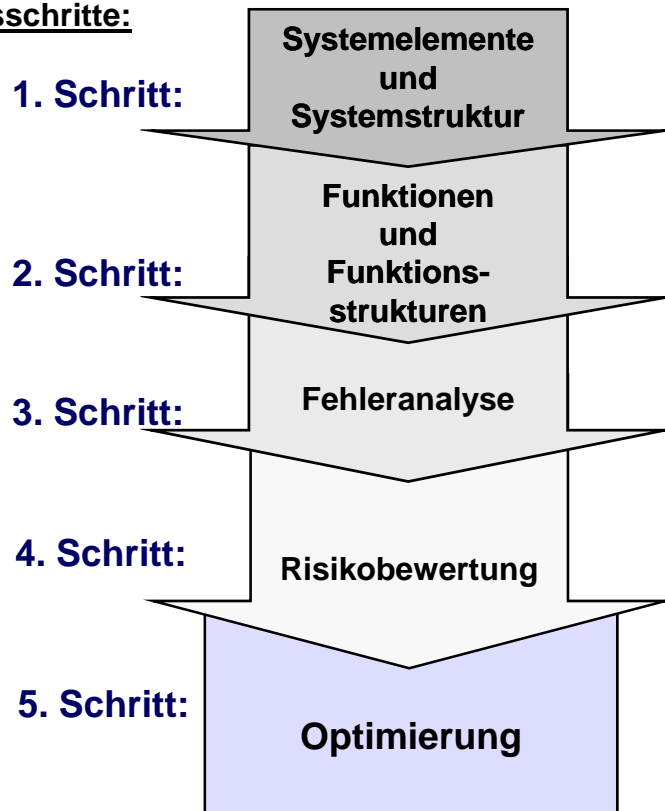 sschritte:
1. Schritt:
Systemelemente
und
Systemstruktur
2. Schritt:
Funktionen
und
Funktions-
strukturen
3. Schritt:
Fehleranalyse
4. Schritt:
Risikobewertung
5. Schritt:
Optimierung